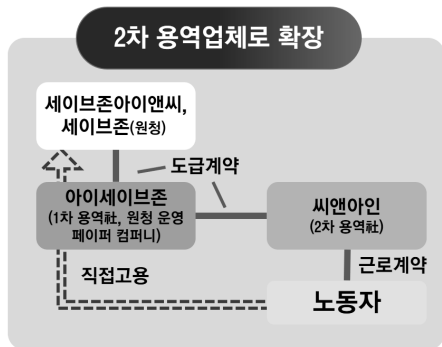 2차 용역업체로 확장
세이브존아이앤씨,
세이브존(원청)
도급계약
아이세이브존
(1차 용역社, 원청 운영
페이퍼 컴퍼니)
씨앤아인
(2차 용역社)
직접고용
근로계약
노동자